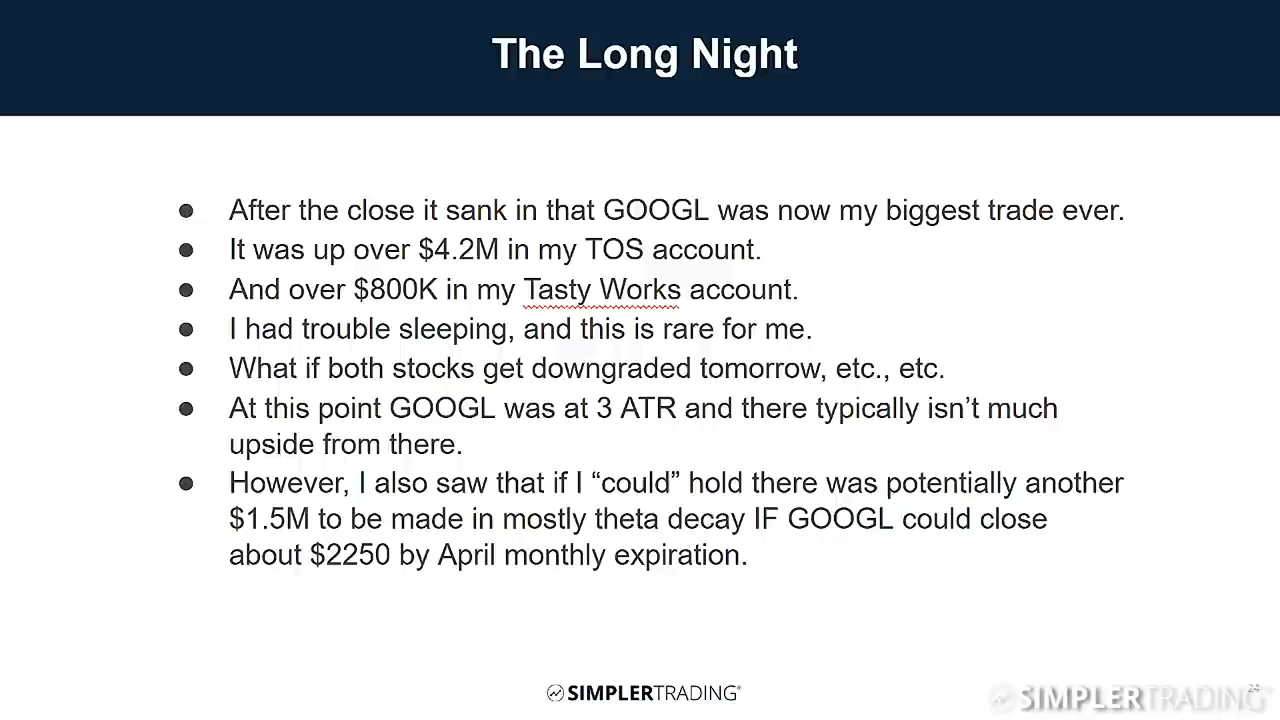 The Long Night
● After the close it sank in that GOOGL was now my biggest trade ever.
● It was up over $4.2M in my TOS account.
● And over $800K in my Tasty Works account.
● I had trouble sleeping, and this is rare for me.
● What if both stocks get downgraded tomorrow, etc., etc.
● At this point GOOGL was at 3 ATR and there typically isn’t much
upside from there.
● However, I also saw that if I “could” hold there was potentially another
$1.5M to be made in mostly theta decay IF GOOGL could close
about $2250 by April monthly expiration.
SIMPLERTRADING®
SIMPLERTRADING